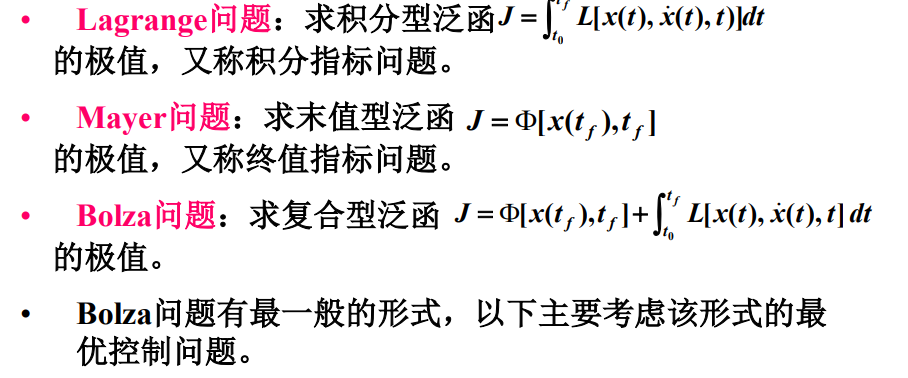 • Lagrange问题：求积分型泛函 $J = \int_{t_0}^{t_f} L[x(t), \dot{x}(t), t)]dt$
的极值，又称积分指标问题。
• Mayer问题：求末值型泛函 $J = \Phi[x(t_f), t_f]$
的极值，又称终值指标问题。
• Bolza问题：求复合型泛函 $J = \Phi[x(t_f), t_f] + \int_{t_0}^{t_f} L[x(t), \dot{x}(t), t]dt$
的极值。
• Bolza问题有最一般的形式，以下主要考虑该形式的最
优控制问题。